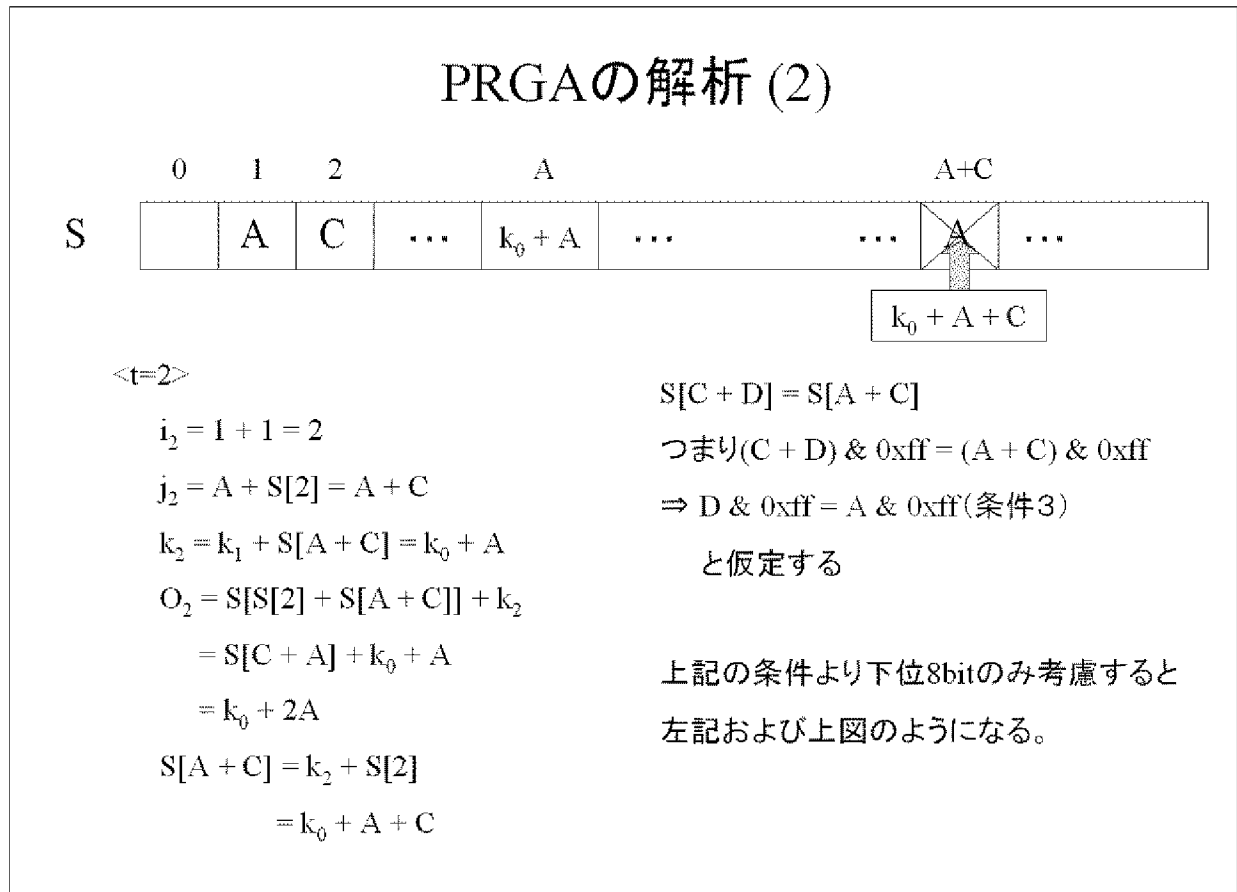 PRGAの解析 (2)
0 1 2 A A+C
S A C … k₀ + A … … A …
k₀ + A + C
<t=2>
i₂ = 1 + 1 = 2
j₂ = A + S[2] = A + C
k₂ = k₁ + S[A + C] = k₀ + A
O₂ = S[S[2] + S[A + C]] + k₂
= S[C + A] + k₀ + A
= k₀ + 2A
S[A + C] = k₂ + S[2]
= k₀ + A + C
S[C + D] = S[A + C]
つまり(C + D) & 0xff = (A + C) & 0xff
⇒ D & 0xff = A & 0xff(条件3)
と仮定する
上記の条件より下位8bitのみ考慮すると
左記および上図のようになる。